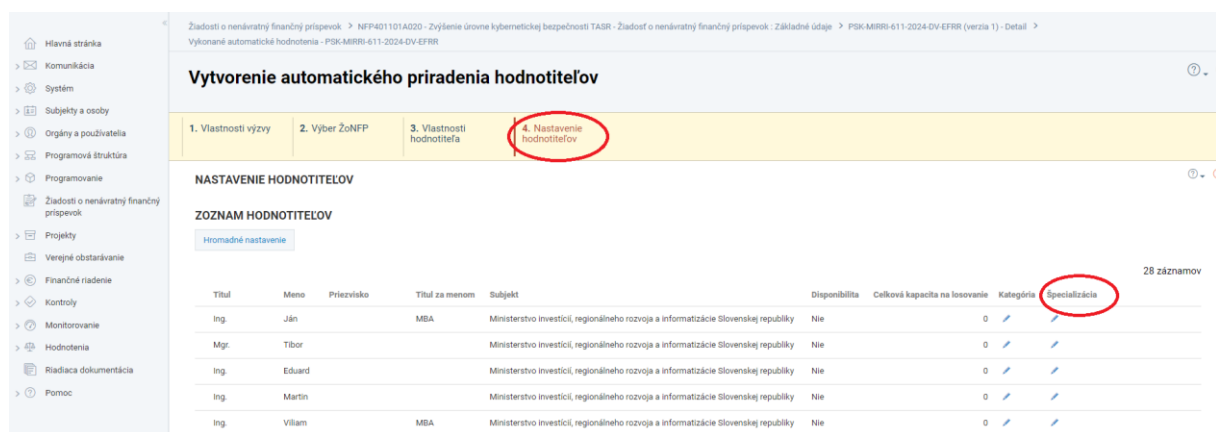 Žiadosti o nenávratný finančný príspevok > NFP401101A020 - Zvýšenie úrovne kybernetickej bezpečnosti TASR - Žiadosť o nenávratný finančný príspevok : Základné údaje > PSK-MIRRI-611-2024-DV-EFRR (verzia 1) - Detail >
Vykonané automatické hodnotenia - PSK-MIRRI-611-2024-DV-EFRR
Hlavná stránka
Komunikácia
Systém
Subjekty a osoby
Orgány a používatelia
Programová štruktúra
Programovanie
Žiadosti o nenávratný finančný
príspevok
Projekty
Verejné obstarávanie
Finančné riadenie
Kontroly
Monitorovanie
Hodnotenia
Riadiaca dokumentácia
Pomoc
Vytvorenie automatického priradenia hodnotiteľov
1. Vlastnosti výzvy
2. Výber ŽoNFP
3. Vlastnosti
hodnotiteľa
4. Nastavenie
hodnotiteľov
NASTAVENIE HODNOTITEĽOV
ZOZNAM HODNOTITEĽOV
Hromadné nastavenie
28 záznamov
Titul Meno Priezvisko Titul za menom Subjekt Disponibilita Celková kapacita na losovanie Kategória Špecializácia
Ing. Ján MBA Ministerstvo investícií, regionálneho rozvoja a informatizácie Slovenskej republiky Nie 0
Mgr. Tibor Ministerstvo investícií, regionálneho rozvoja a informatizácie Slovenskej republiky Nie 0
Ing. Eduard Ministerstvo investícií, regionálneho rozvoja a informatizácie Slovenskej republiky Nie 0
Ing. Martin Ministerstvo investícií, regionálneho rozvoja a informatizácie Slovenskej republiky Nie 0
Ing. Viliam MBA Ministerstvo investícií, regionálneho rozvoja a informatizácie Slovenskej republiky Nie 0